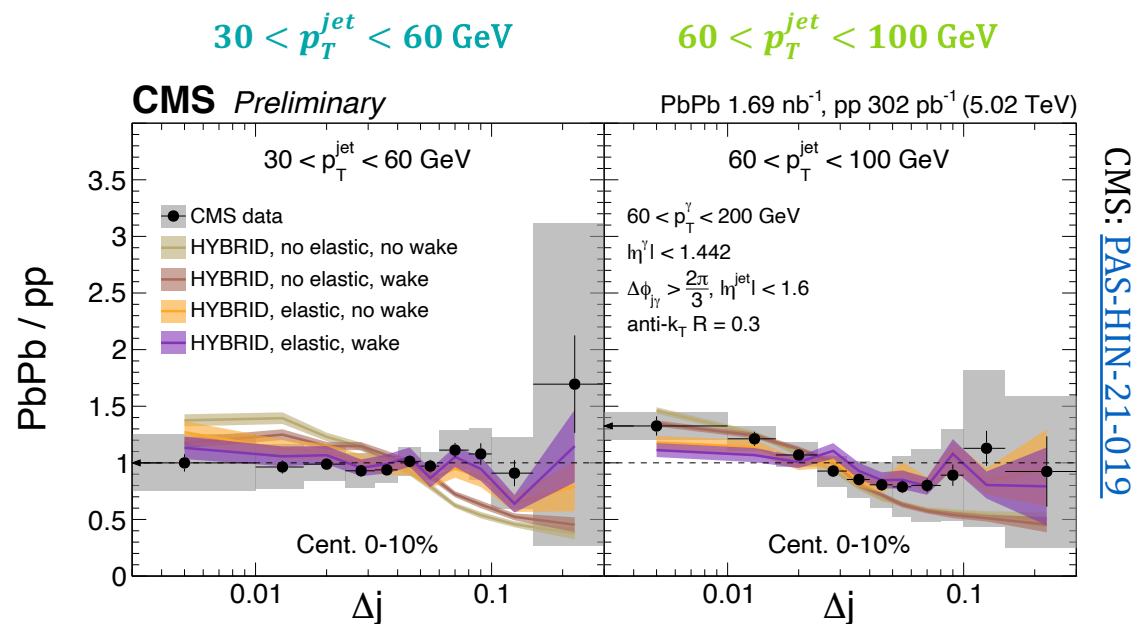 30 < p_T^jet < 60 GeV
60 < p_T^jet < 100 GeV
CMS Preliminary
PbPb 1.69 nb⁻¹, pp 302 pb⁻¹ (5.02 TeV)
PbPb / pp
3.5
3
2.5
2
1.5
1
0.5
0
30 < p_T^jet < 60 GeV
CMS data
HYBRID, no elastic, no wake
HYBRID, no elastic, wake
HYBRID, elastic, no wake
HYBRID, elastic, wake
Cent. 0-10%
0.01
0.1
Δj
60 < p_T^jet < 100 GeV
60 < p_T^γ < 200 GeV
|η^γ| < 1.442
Δϕ_jγ > 2π/3, |η^jet| < 1.6
anti-k_T R = 0.3
Cent. 0-10%
0.01
0.1
Δj
CMS: PAS-HIN-21-019